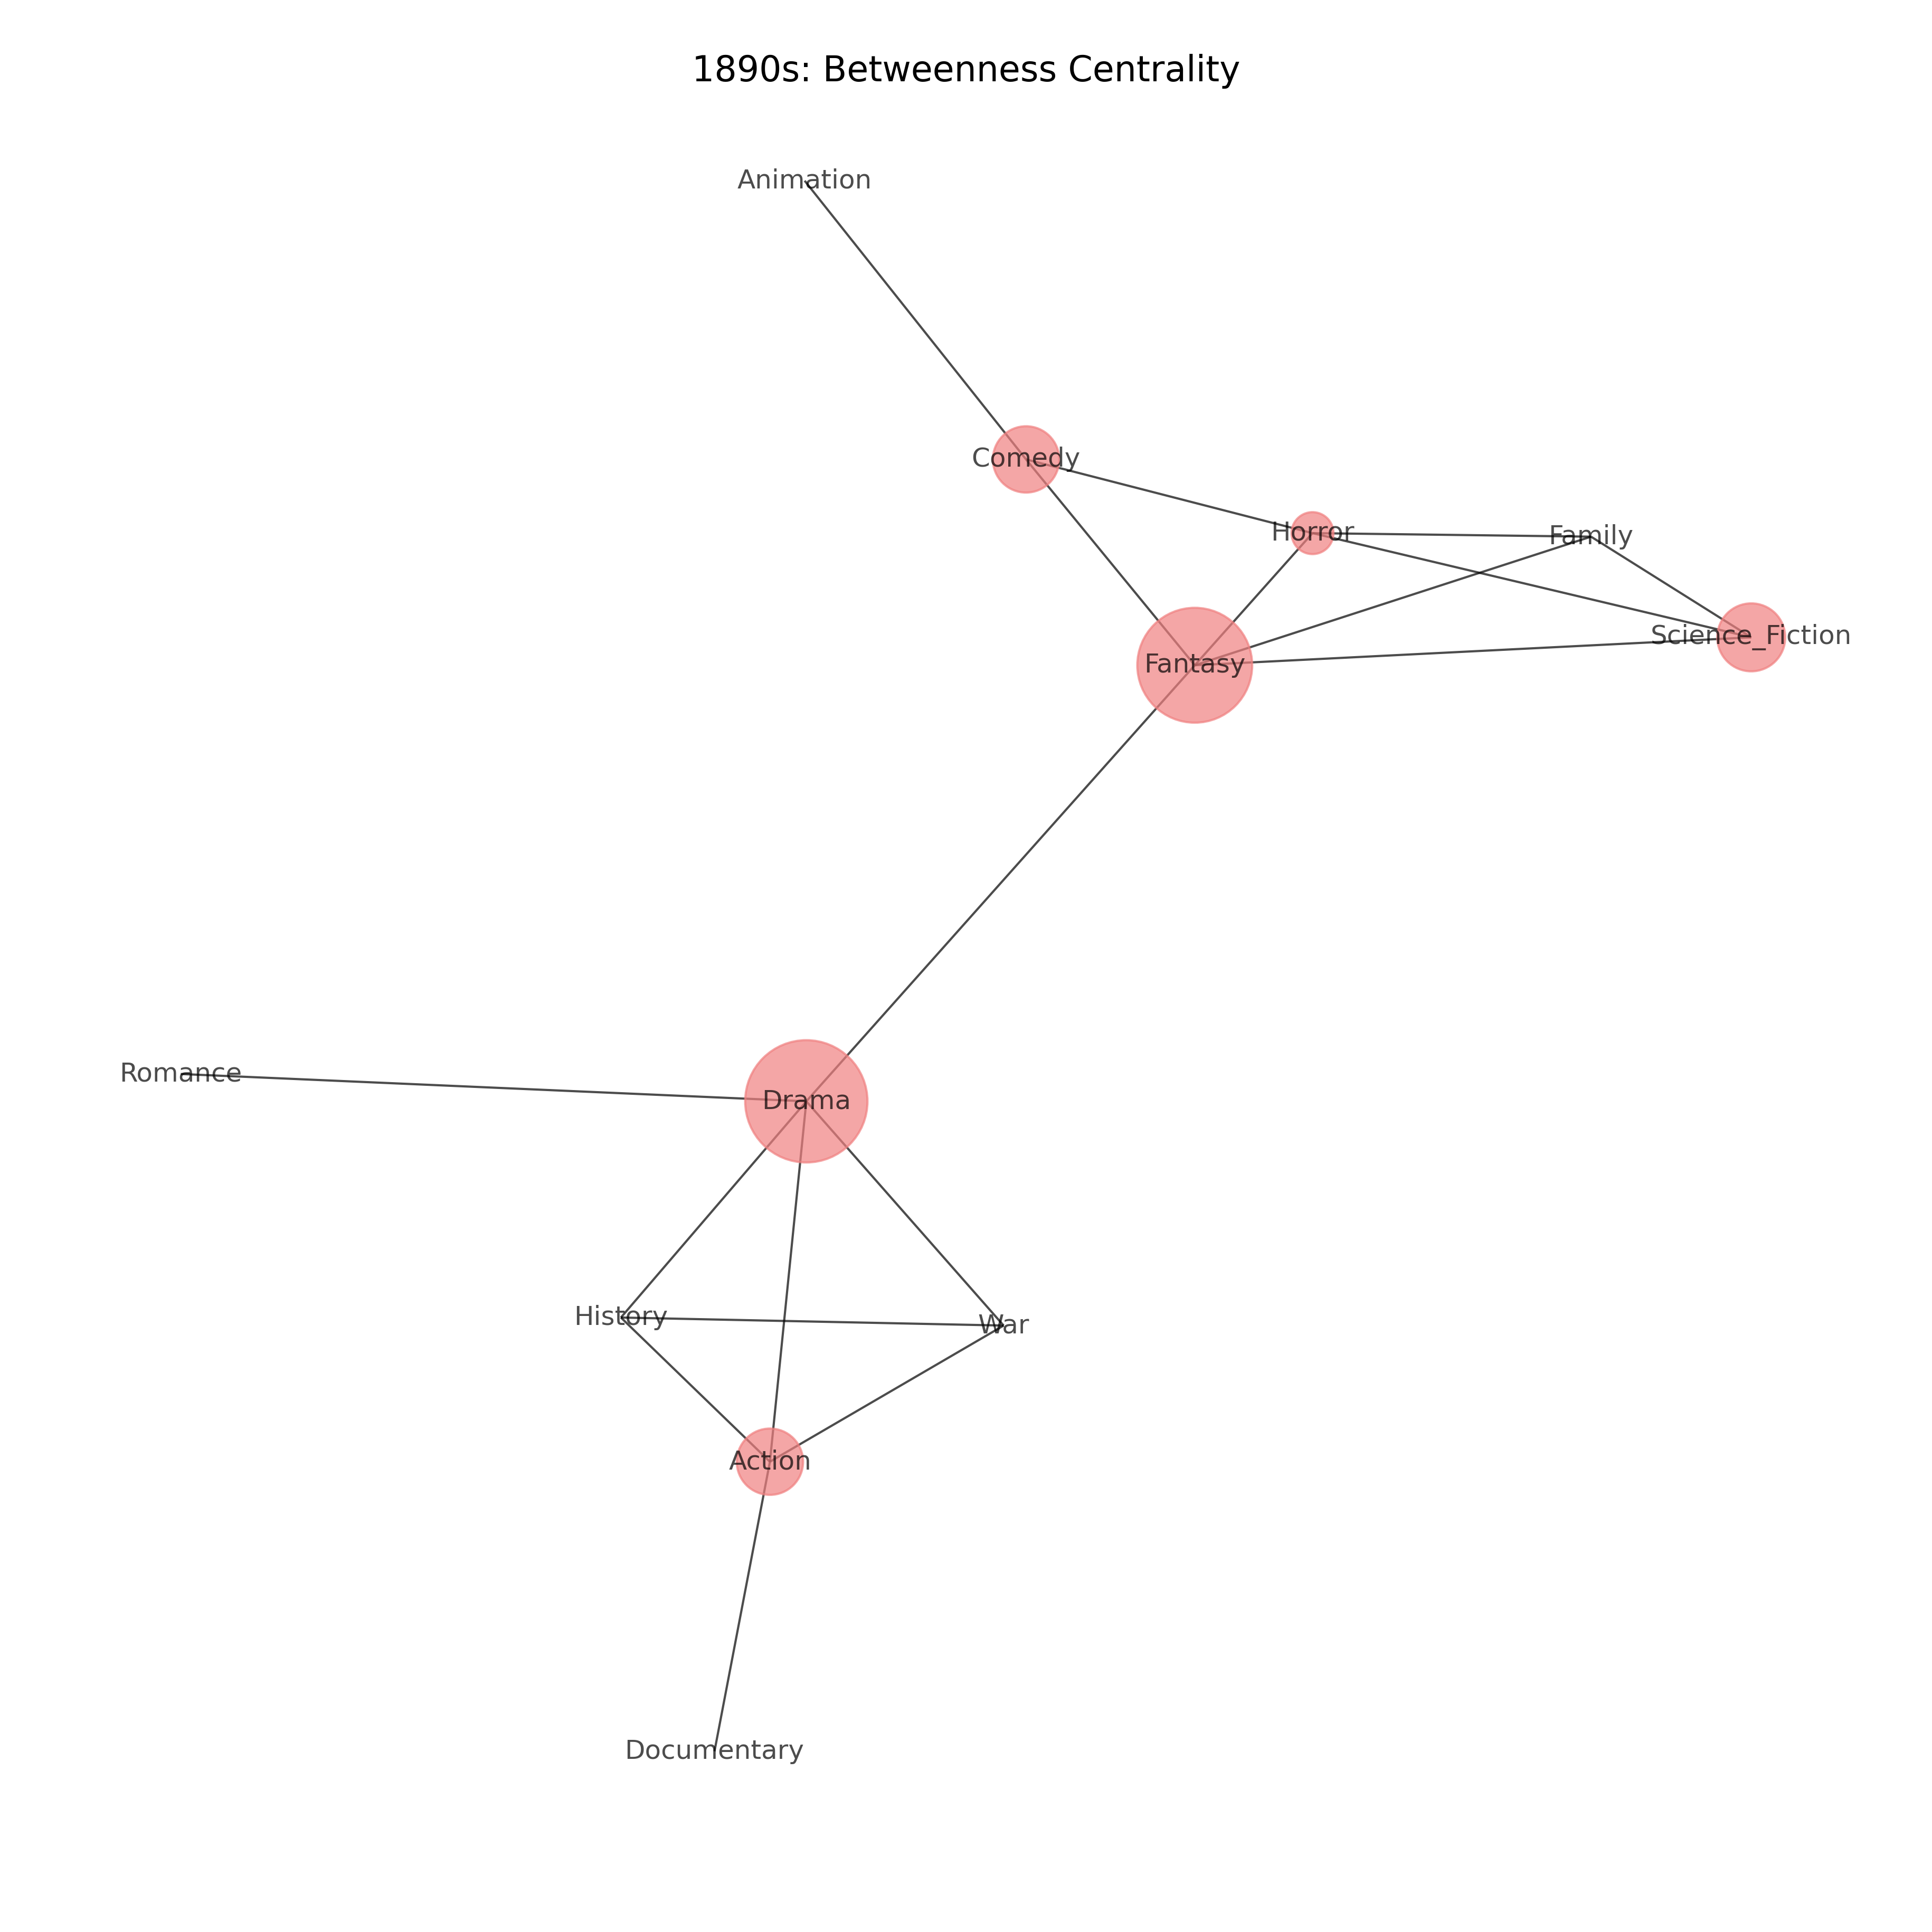 1890s: Betweenness Centrality
Animation
Comedy
Horror
Family
Science_Fiction
Fantasy
Romance
Drama
History
War
Action
Documentary